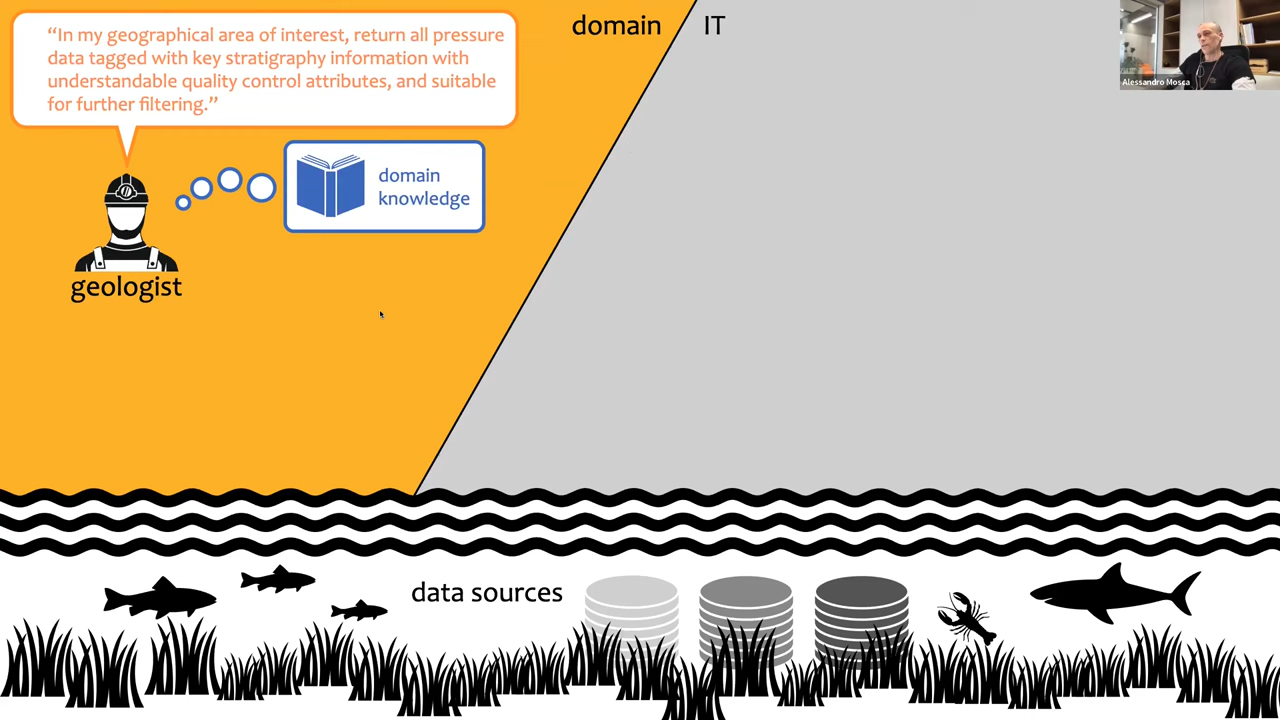 domain
IT
“In my geographical area of interest, return all pressure
data tagged with key stratigraphy information with
understandable quality control attributes, and suitable
for further filtering.”
Alessandro Mosca
domain
knowledge
geologist
data sources